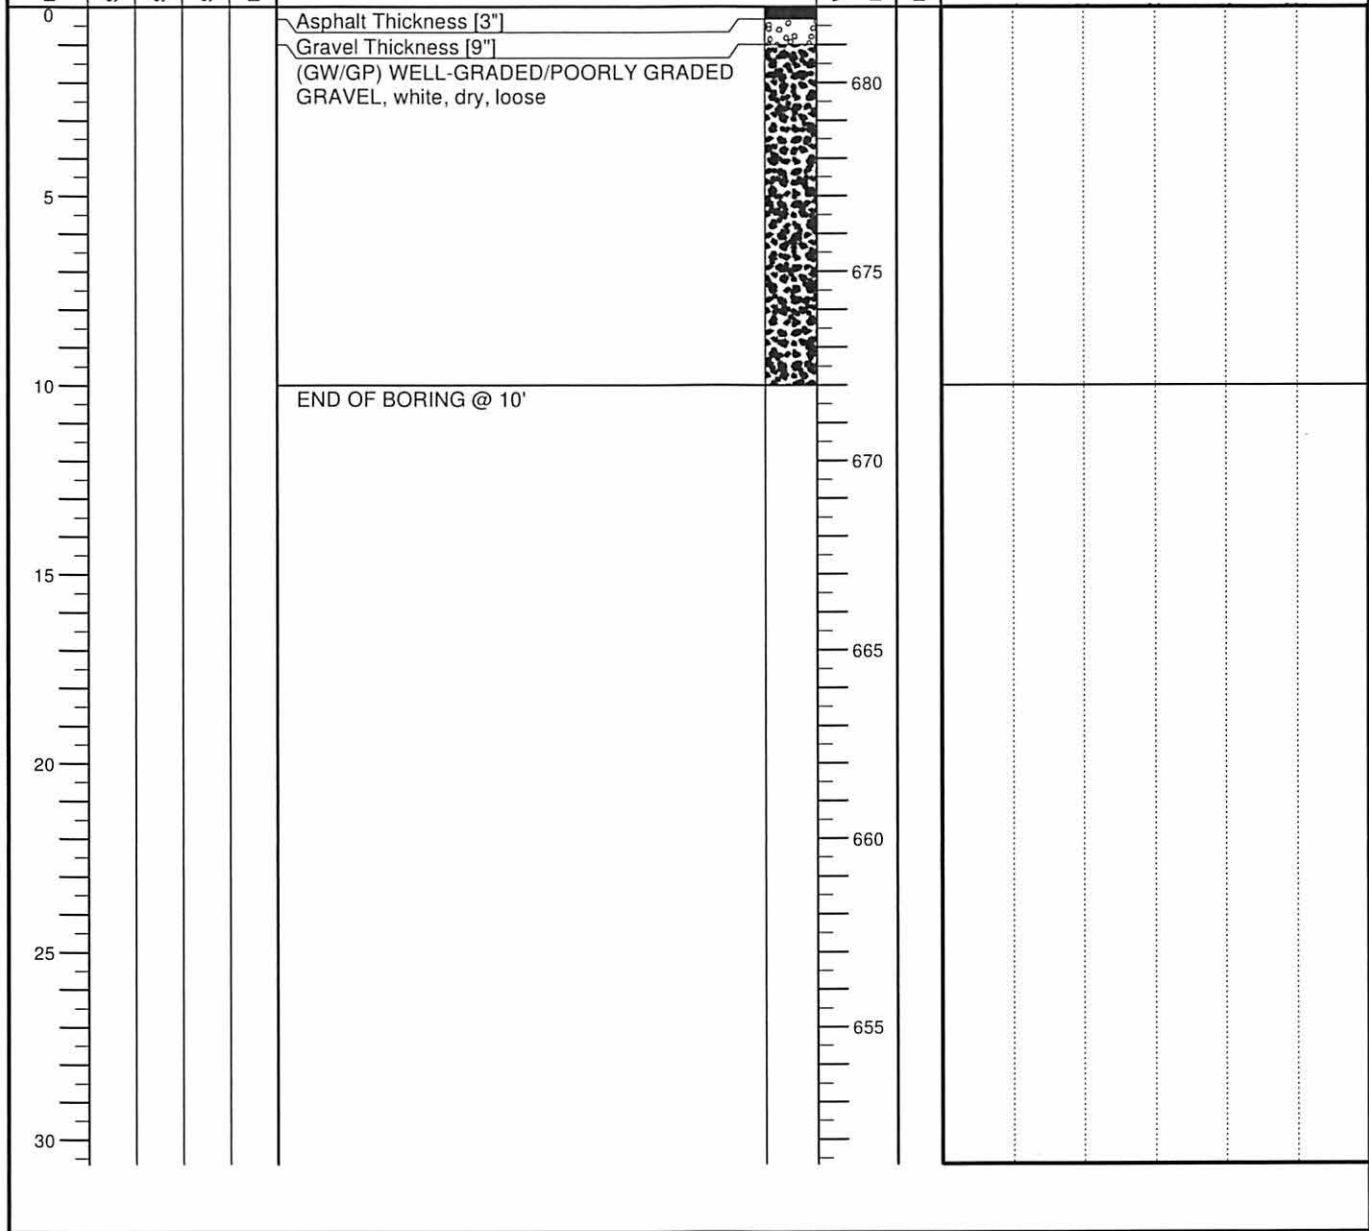 0
Asphalt Thickness [3"]
Gravel Thickness [9"]
(GW/GP) WELL-GRADED/POORLY GRADED
GRAVEL, white, dry, loose
680
5
675
10
END OF BORING @ 10'
670
15
665
20
660
25
655
30